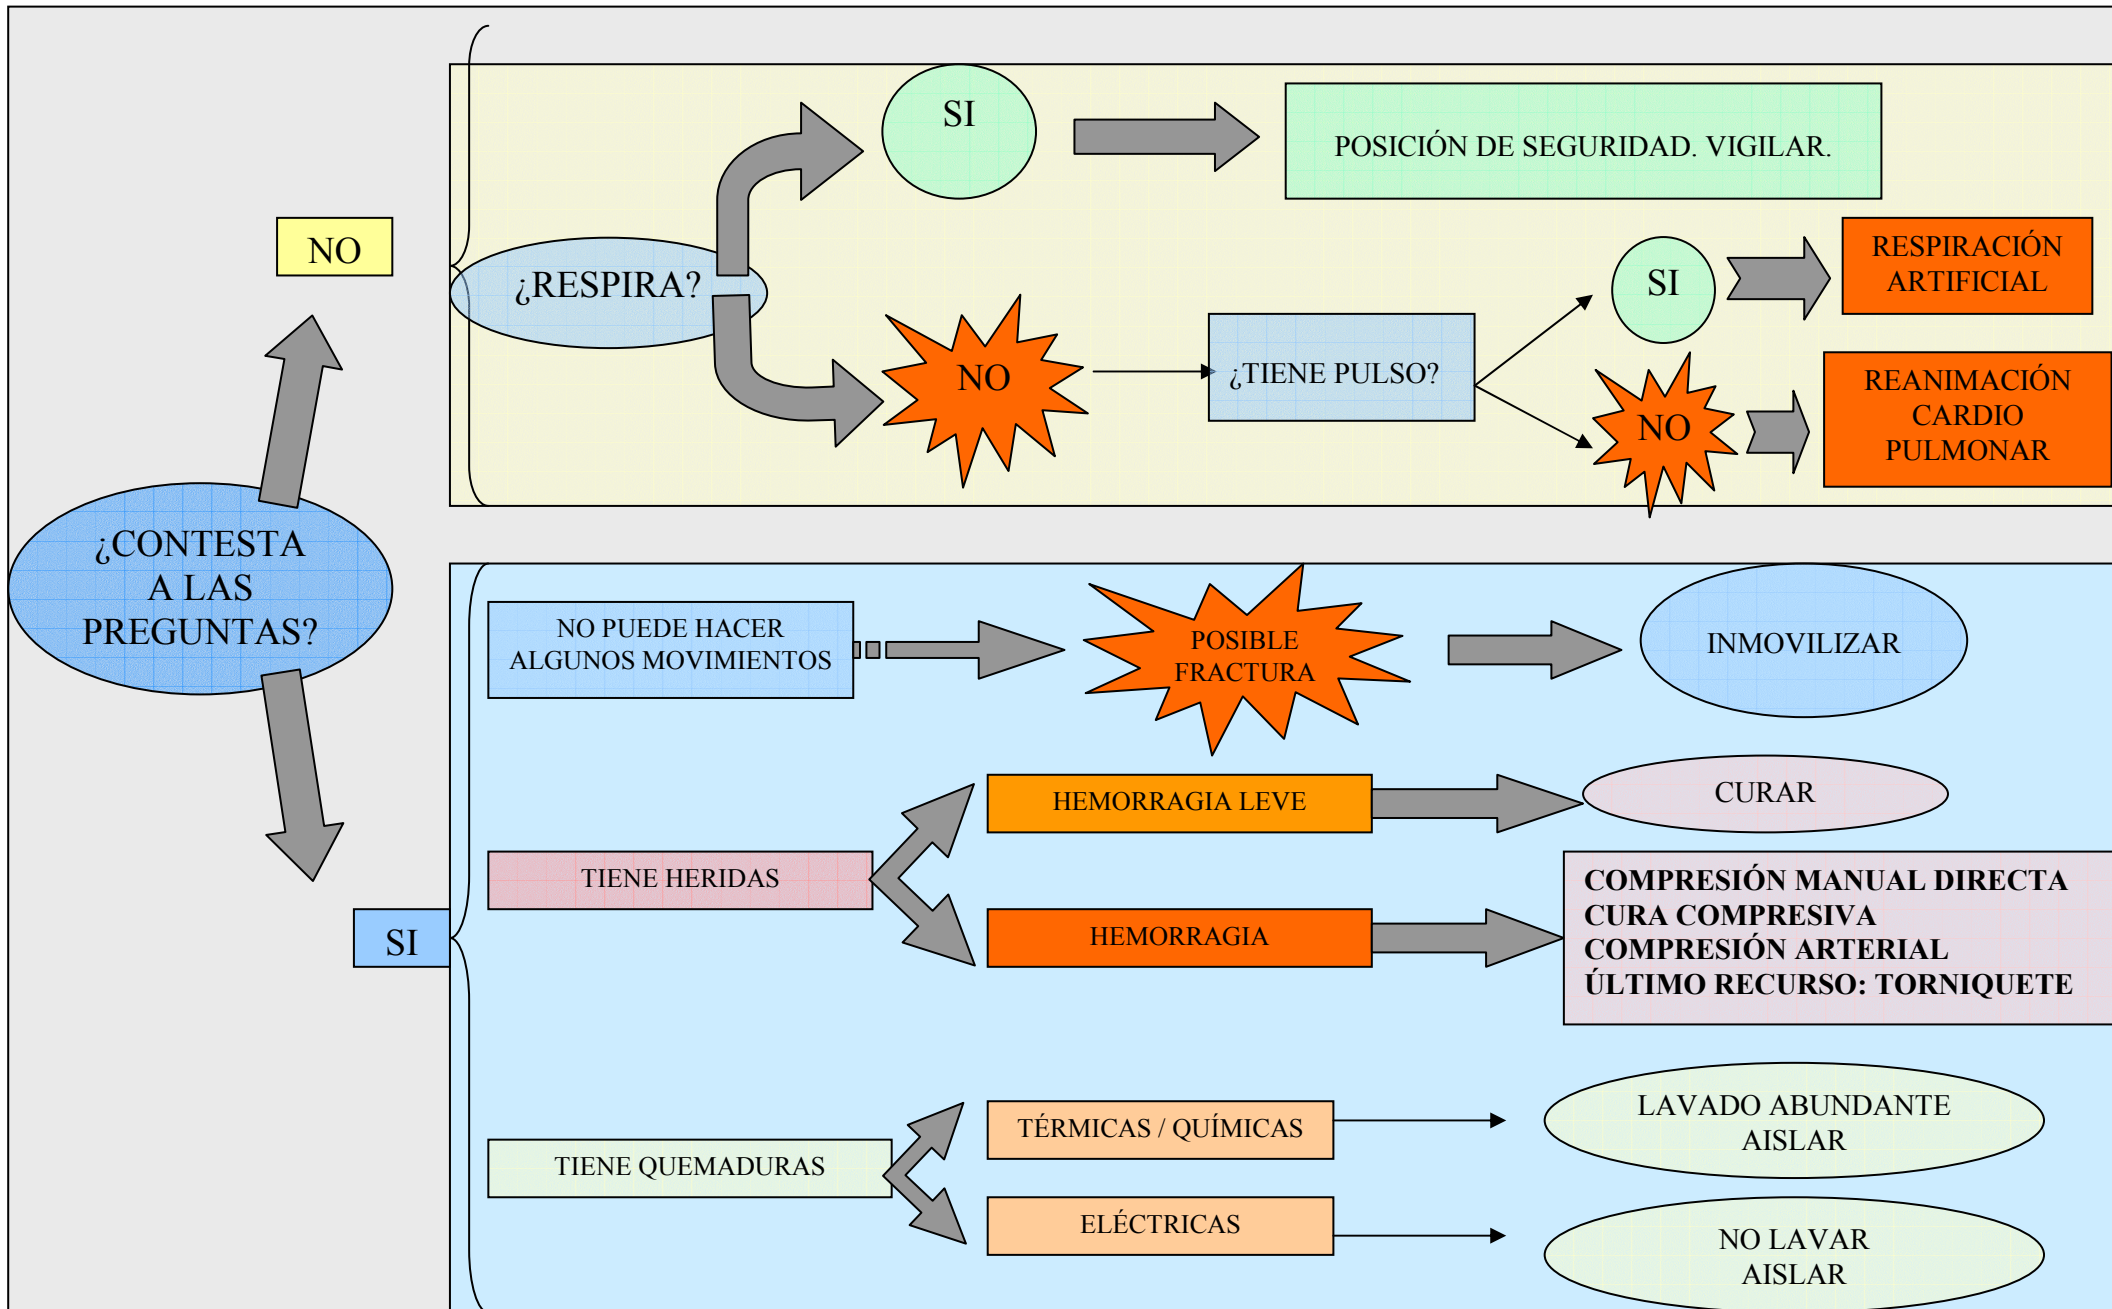 SI
POSICIÓN DE SEGURIDAD. VIGILAR.
NO
¿RESPIRA?
SI
RESPIRACIÓN
ARTIFICIAL
NO
¿TIENE PULSO?
NO
REANIMACIÓN
CARDIO
PULMONAR
¿CONTESTA
A LAS
PREGUNTAS?
NO PUEDE HACER
ALGUNOS MOVIMIENTOS
POSIBLE
FRACTURA
INMOVILIZAR
HEMORRAGIA LEVE
CURAR
TIENE HERIDAS
SI
HEMORRAGIA
COMPRESIÓN MANUAL DIRECTA
CURA COMPRESIVA
COMPRESIÓN ARTERIAL
ÚLTIMO RECURSO: TORNIQUETE
TIENE QUEMADURAS
TÉRMICAS / QUÍMICAS
LAVADO ABUNDANTE
AISLAR
ELÉCTRICAS
NO LAVAR
AISLAR